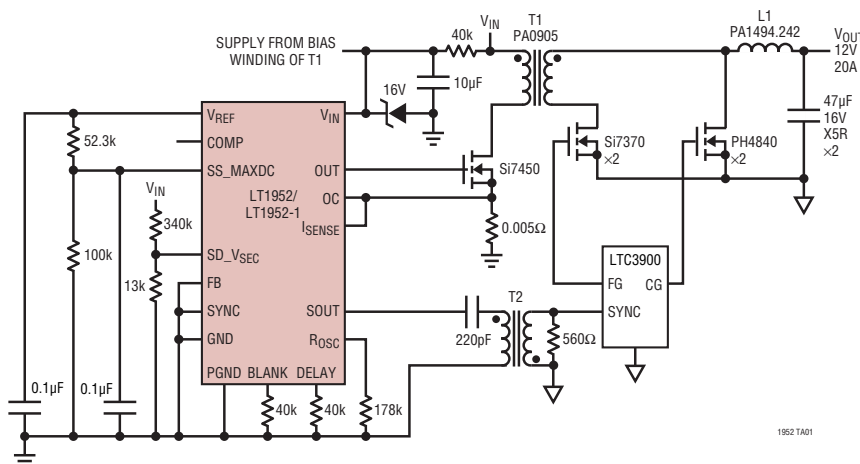 SUPPLY FROM BIAS
WINDING OF T1
40k
VIN
T1
PA0905
L1
PA1494.242
VOUT
12V
20A
10µF
16V
47µF
16V
X5R
×2
52.3k
VREF
VIN
COMP
SS_MAXDC
OUT
Si7450
Si7370
×2
PH4840
×2
VIN
LT1952/
LT1952-1
OC
ISENSE
340k
0.005Ω
100k
SD_VSEC
13k
FB
LTC3900
FG
CG
SYNC
SYNC
SOUT
T2
220pF
560Ω
GND
ROSC
PGND
BLANK
DELAY
0.1µF
0.1µF
40k
40k
178k
1952 TA01